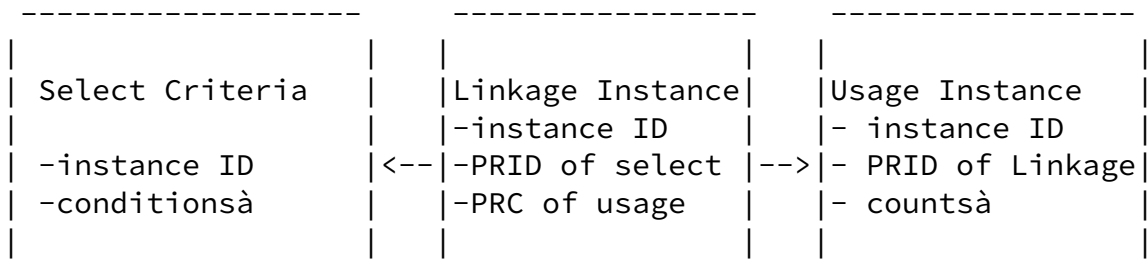 Select Criteria | |Linkage Instance| |Usage Instance
| |-instance ID | |- instance ID
-instance ID |<--|-PRID of select |-->|- PRID of Linkage|
-conditionsà | |-PRC of usage | |- countsà